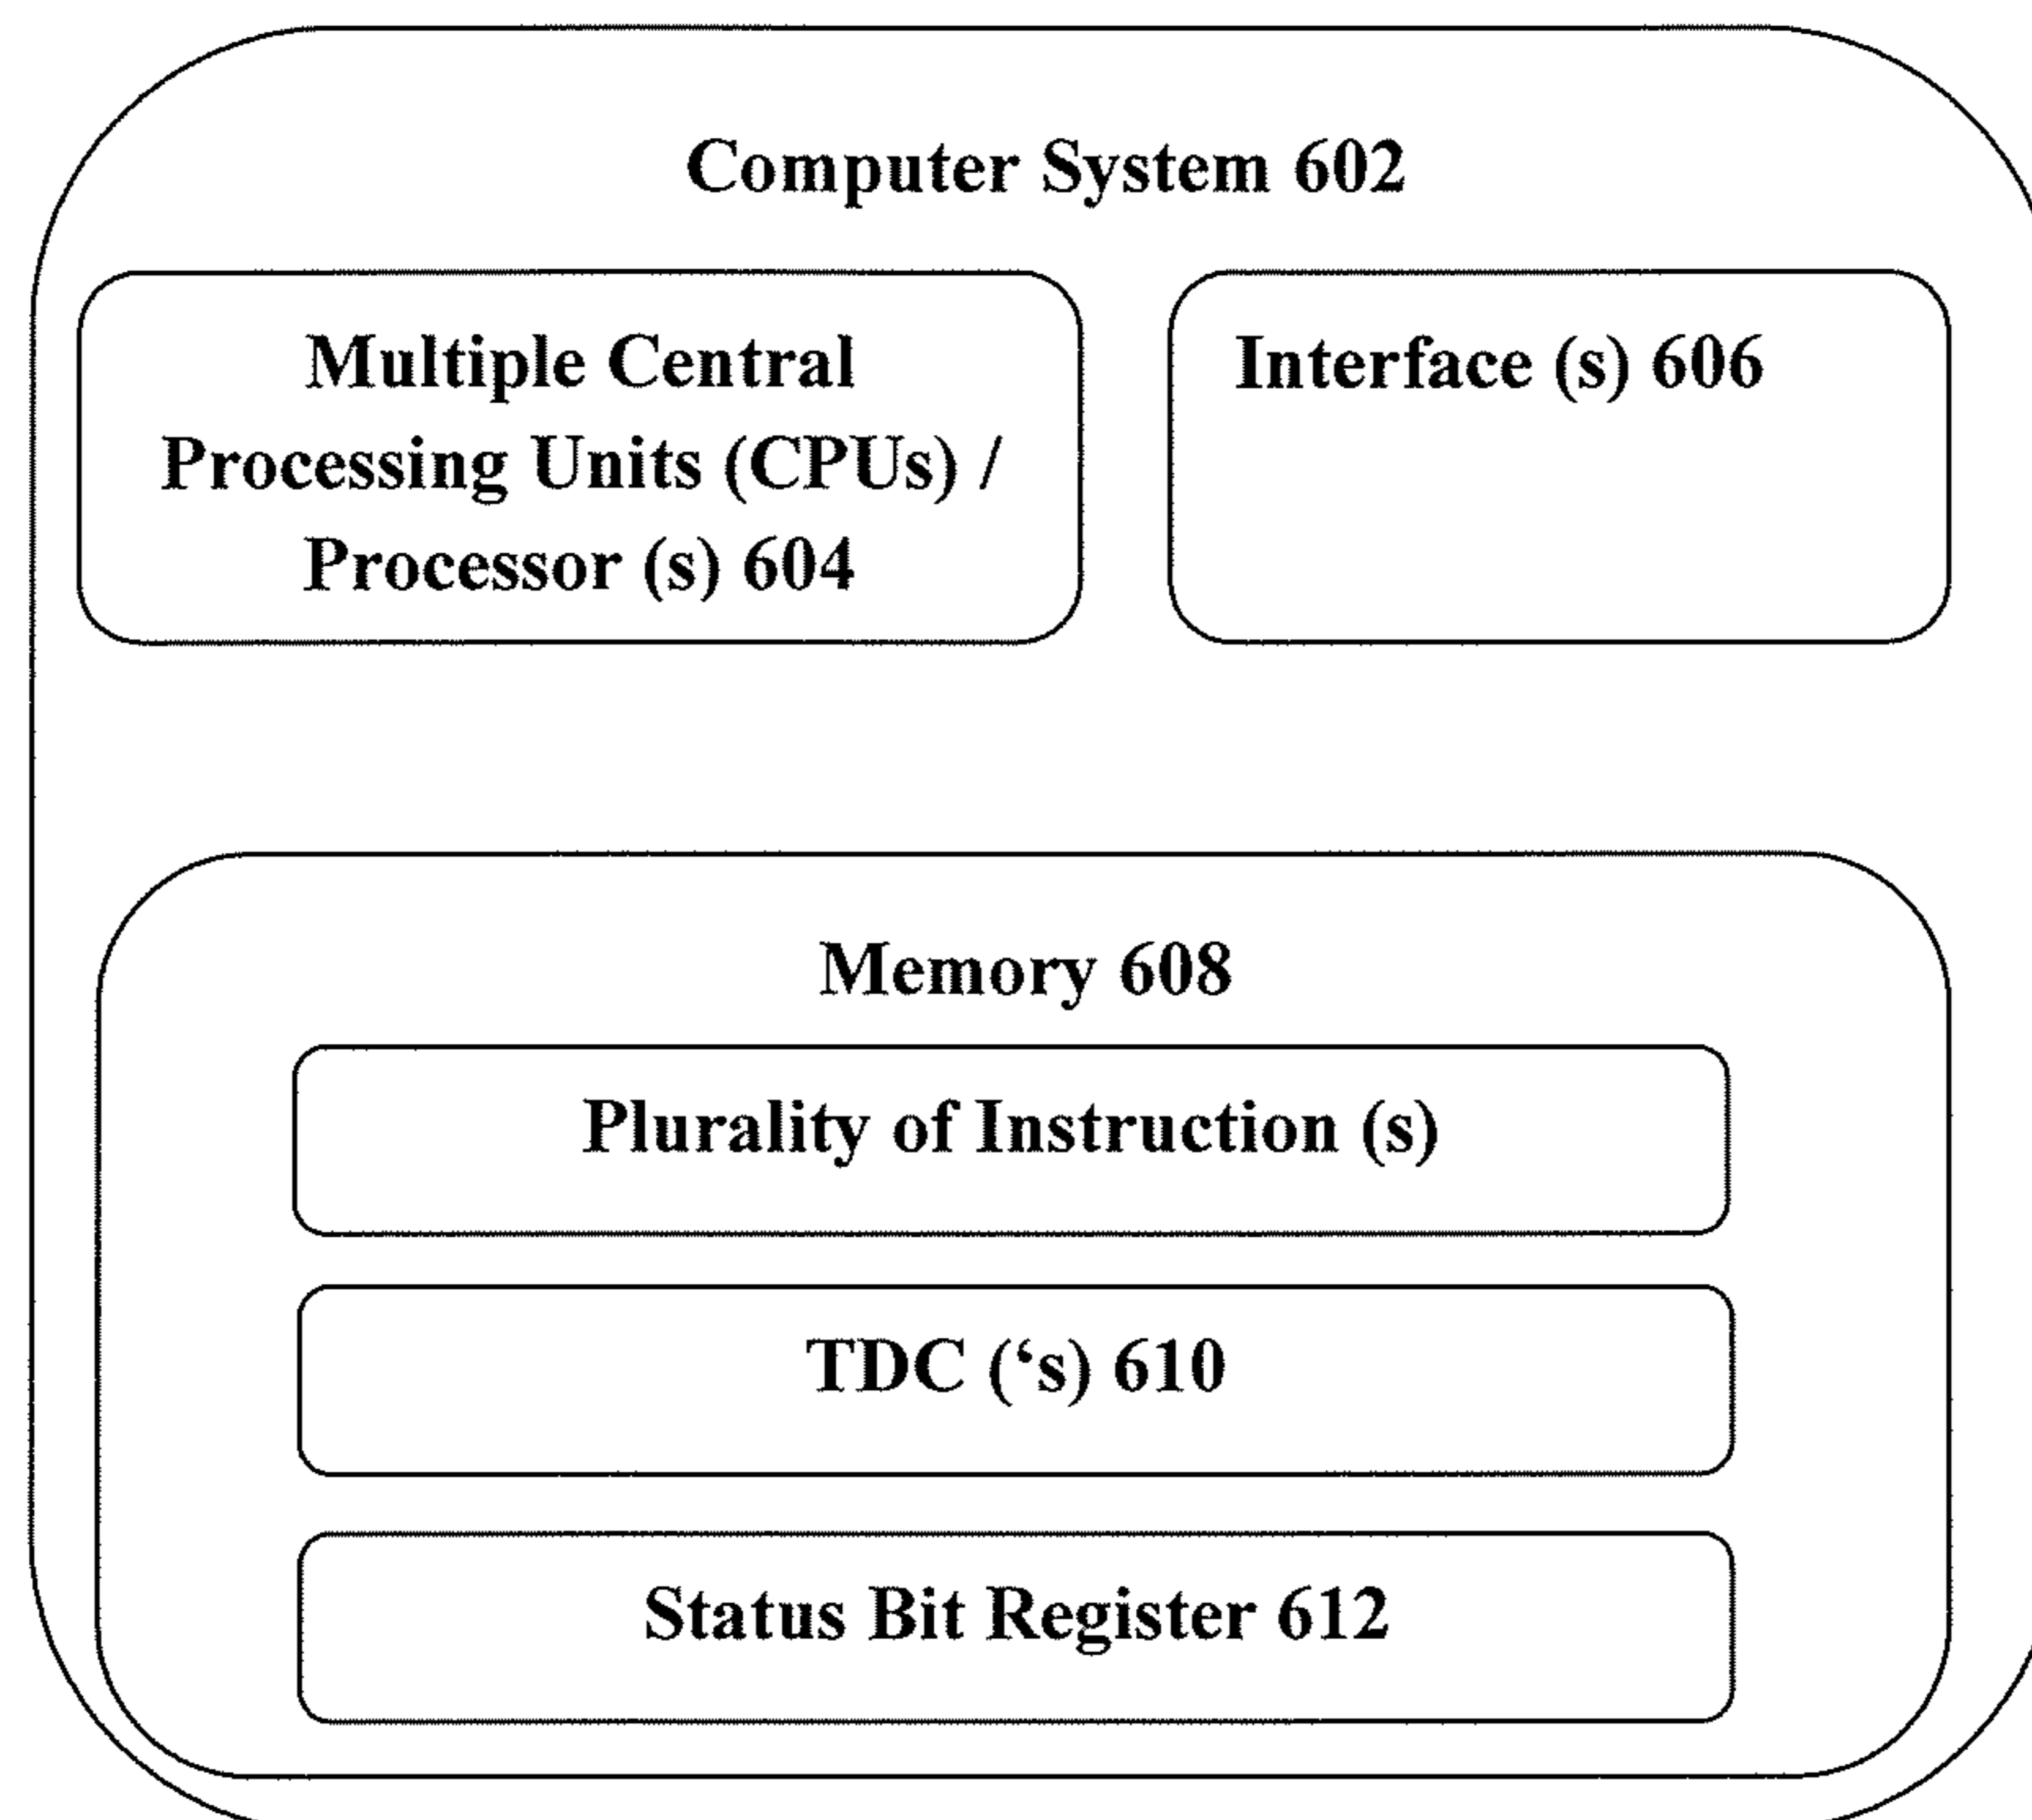 Computer System 602
Multiple Central
Processing Units (CPUs) /
Processor (s) 604
Interface (s) 606
Memory 608
Plurality of Instruction (s)
TDC (‘s) 610
Status Bit Register 612